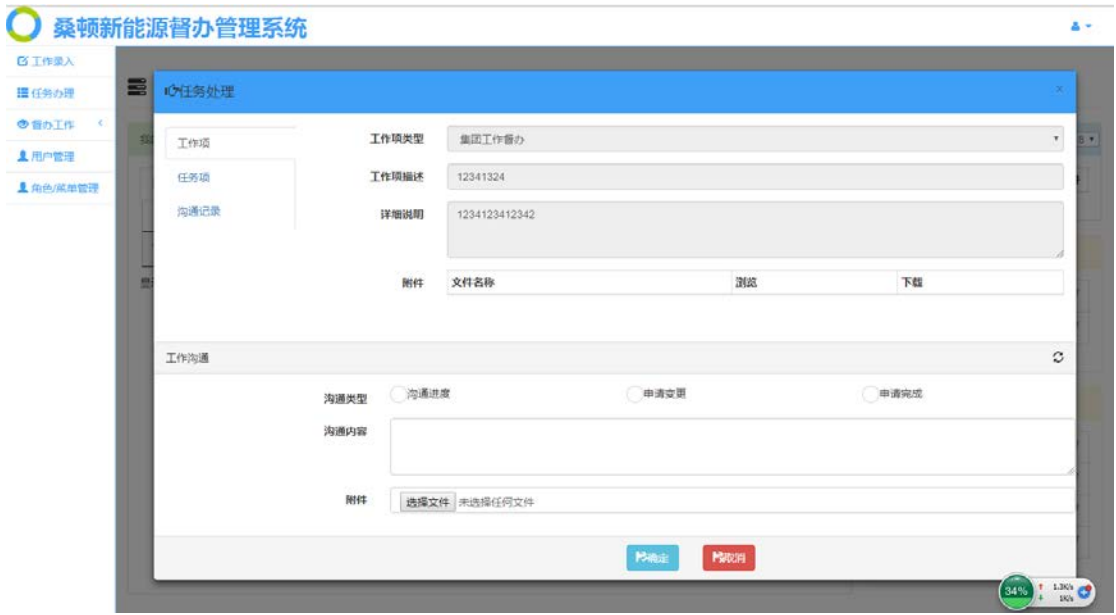 桑顿新能源督办管理系统
工作录入
任务办理
督办工作
用户管理
角色/菜单管理
任务处理
×
工作项
任务项
沟通记录
工作项类型 集团工作督办
工作项描述 12341324
详细说明 1234123412342
附件 文件名称 浏览 下载
工作沟通
沟通类型 沟通进度 申请变更 申请完成
沟通内容
附件 选择文件 未选择任何文件
确定 取消
34% 1.3K/s
1K/s